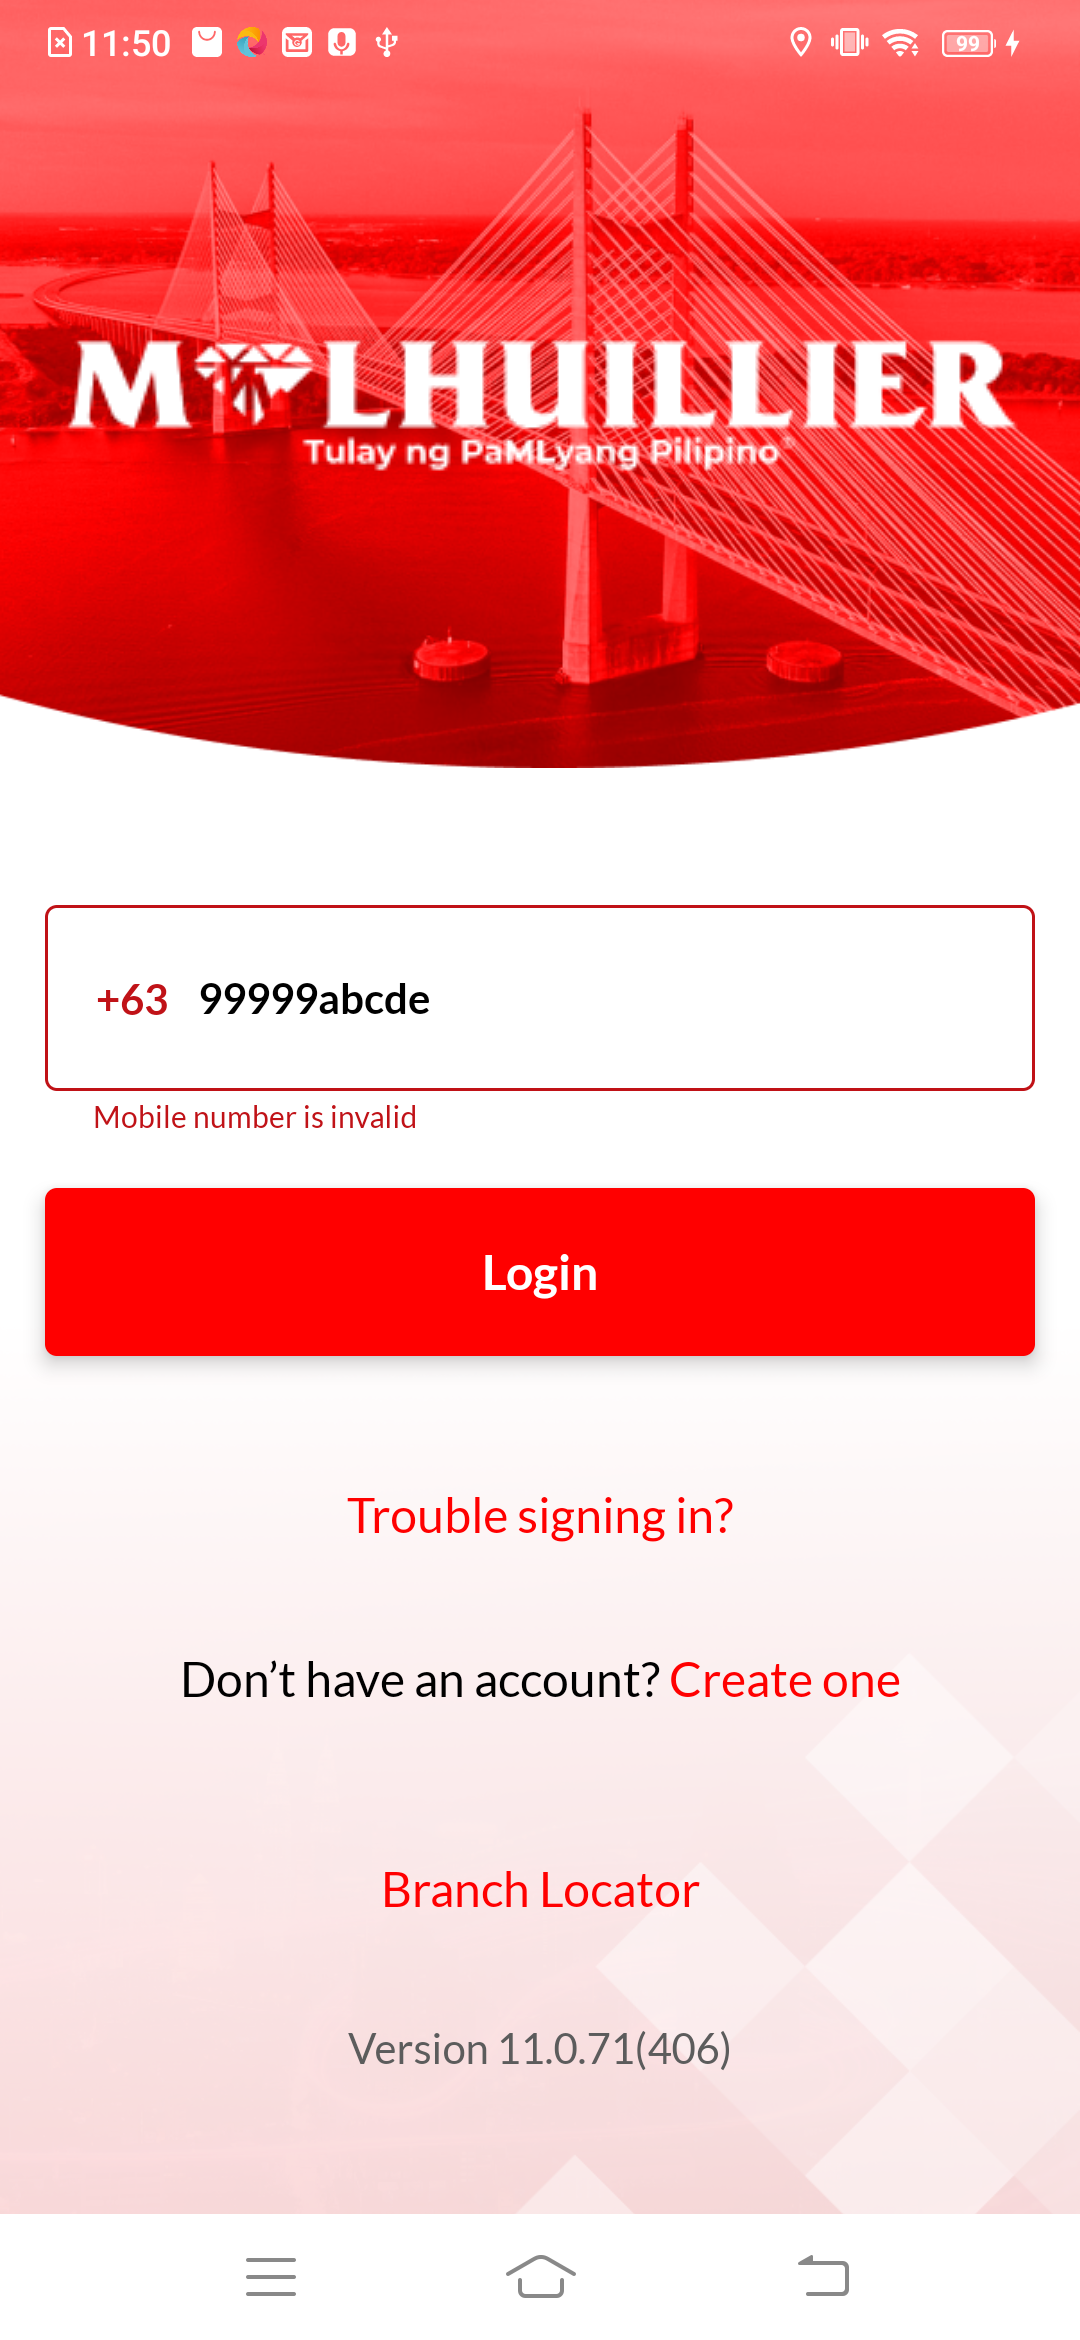 11:50
99
M LHUILLIER
Tulay ng PaMLyang Pilipino
+63 99999abcde
Mobile number is invalid
Login
Trouble signing in?
Don’t have an account? Create one
Branch Locator
Version 11.0.71(406)